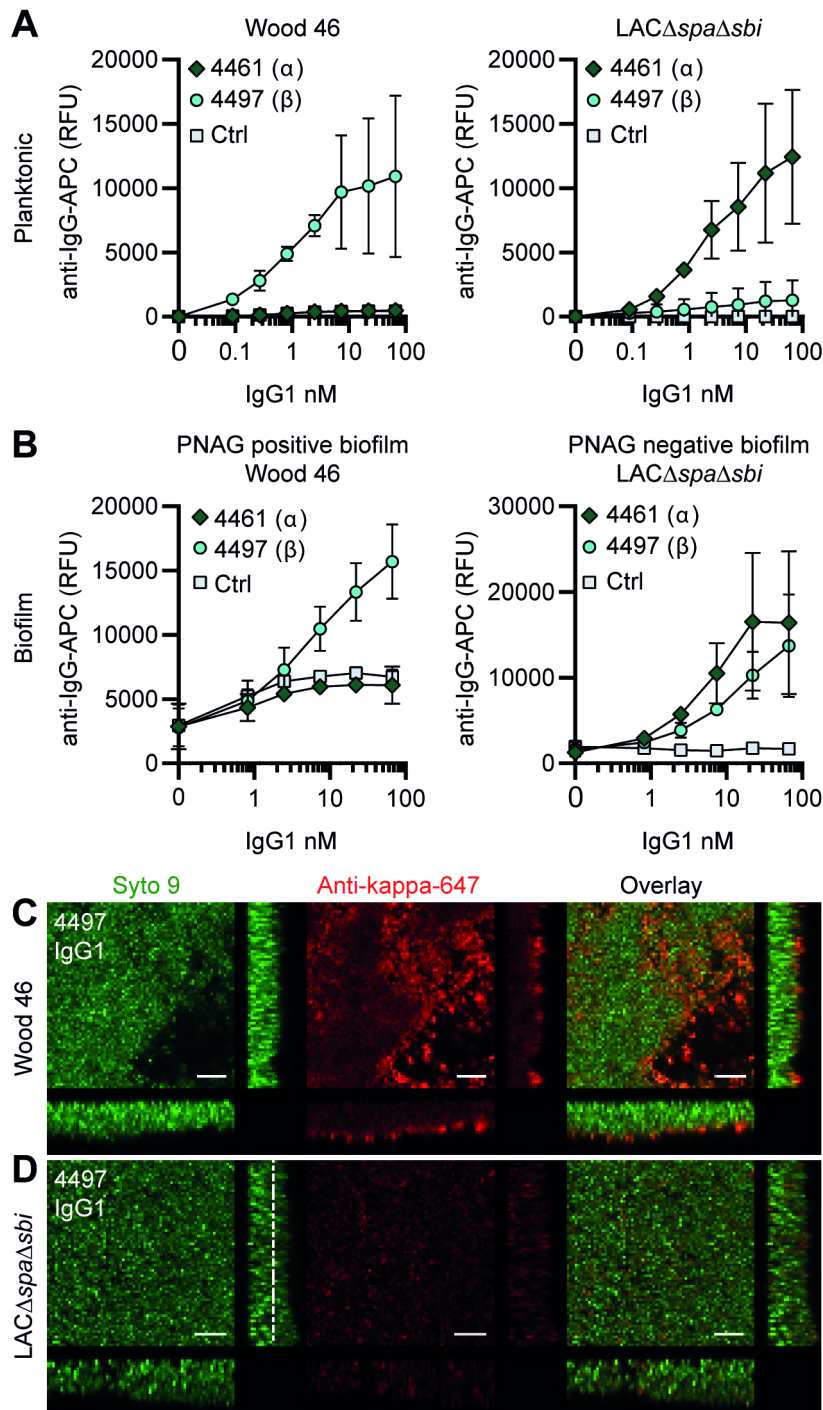 A
Wood 46
LACΔspaΔsbi
Planktonic
anti-IgG-APC (RFU)
20000
15000
10000
5000
0
4461 (α)
4497 (β)
Ctrl
0 0.1 1 10 100
IgG1 nM
anti-IgG-APC (RFU)
20000
15000
10000
5000
0
4461 (α)
4497 (β)
Ctrl
0 0.1 1 10 100
IgG1 nM
B
PNAG positive biofilm
Wood 46
PNAG negative biofilm
LACΔspaΔsbi
Biofilm
anti-IgG-APC (RFU)
20000
15000
10000
5000
0
4461 (α)
4497 (β)
Ctrl
0 1 10 100
IgG1 nM
anti-IgG-APC (RFU)
30000
20000
10000
0
4461 (α)
4497 (β)
Ctrl
0 1 10 100
IgG1 nM
Syto 9 Anti-kappa-647 Overlay
C
4497
IgG1
Wood 46
D
4497
IgG1
LACΔspaΔsbi